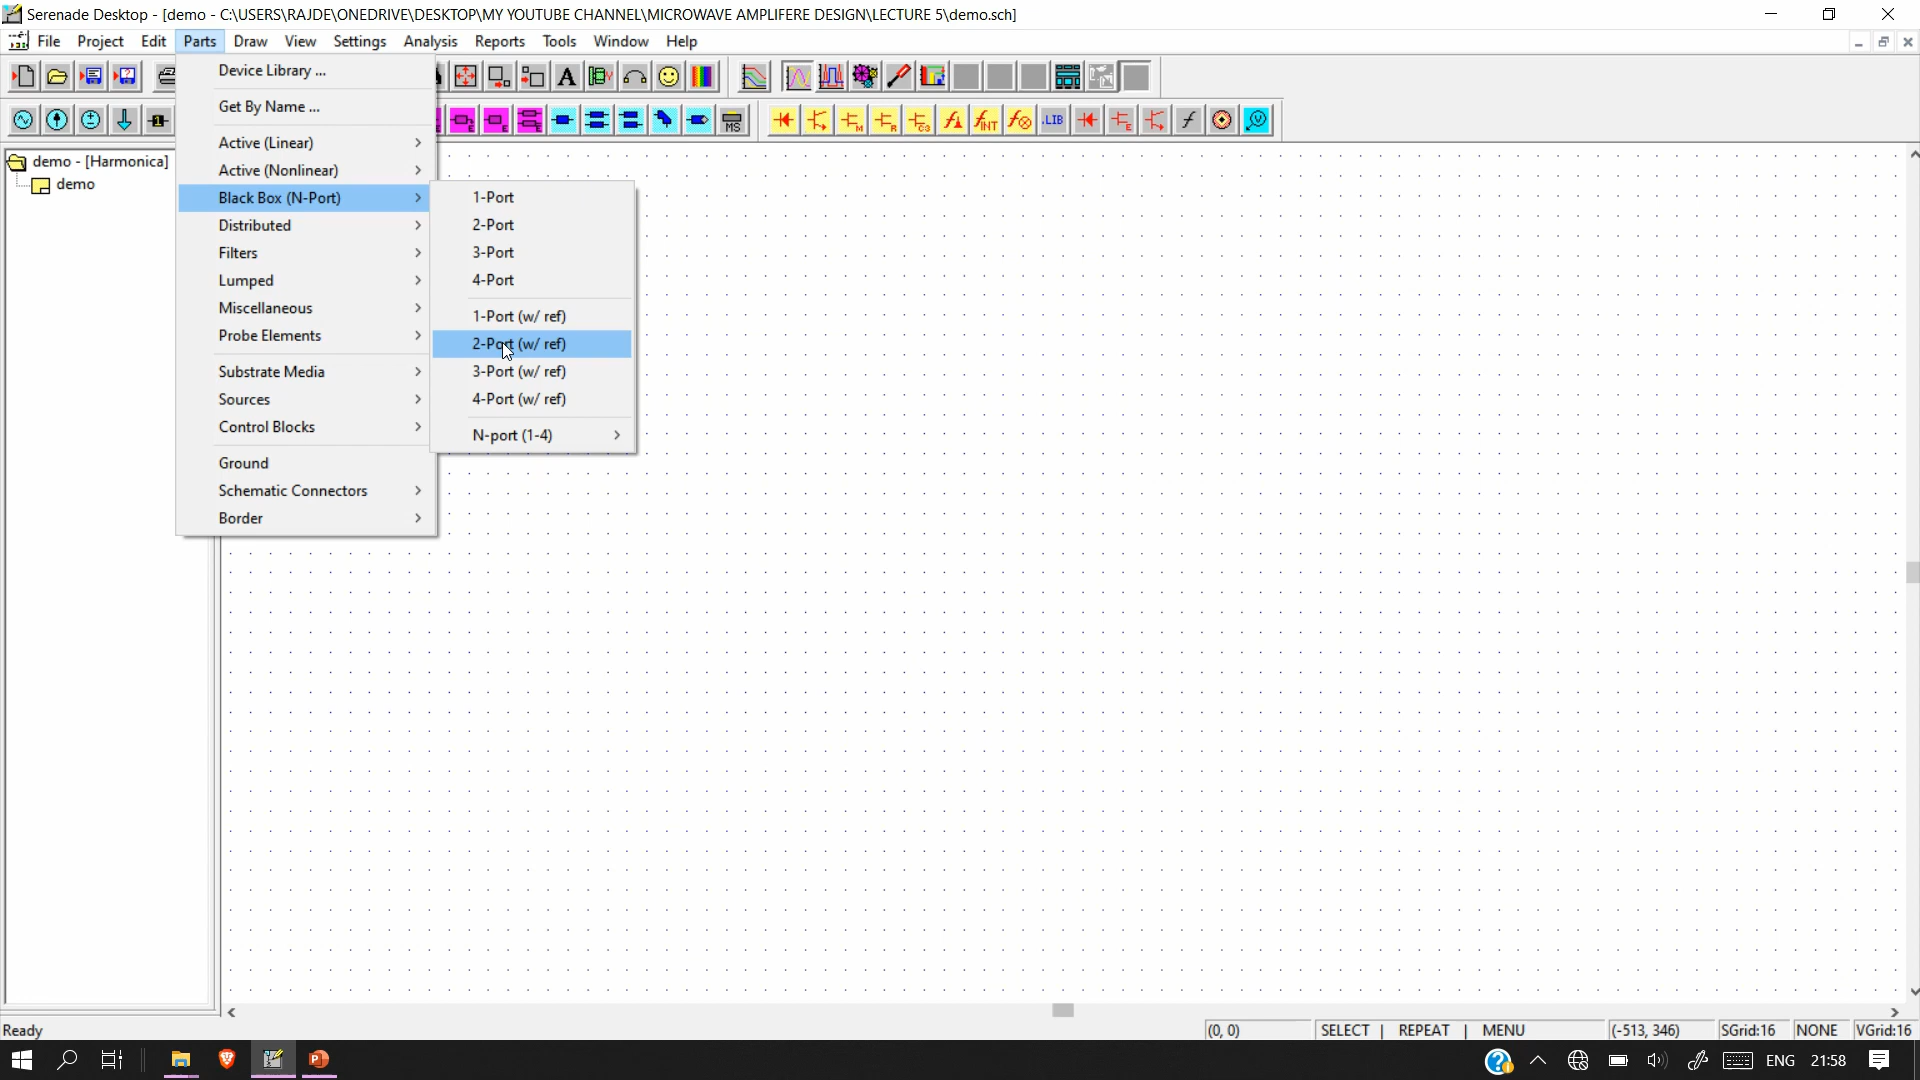 Serenade Desktop - [demo - C:\USERS\RAJDE\ONEDRIVE\DESKTOP\MY YOUTUBE CHANNEL\MICROWAVE AMPLIFERE DESIGN\LECTURE 5\demo.sch]
File Project Edit Parts Draw View Settings Analysis Reports Tools Window Help
Device Library ...
Get By Name ...
Active (Linear)
Active (Nonlinear)
Black Box (N-Port)
Distributed
Filters
Lumped
Miscellaneous
Probe Elements
Substrate Media
Sources
Control Blocks
Ground
Schematic Connectors
Border
1-Port
2-Port
3-Port
4-Port
1-Port (w/ ref)
2-Port (w/ ref)
3-Port (w/ ref)
4-Port (w/ ref)
N-port (1-4)
demo - [Harmonica]
demo
.LIB
MS
INT
Ready
(0, 0)
SELECT | REPEAT | MENU
(-513, 346)
SGrid:16
NONE
VGrid:16
ENG
21:58